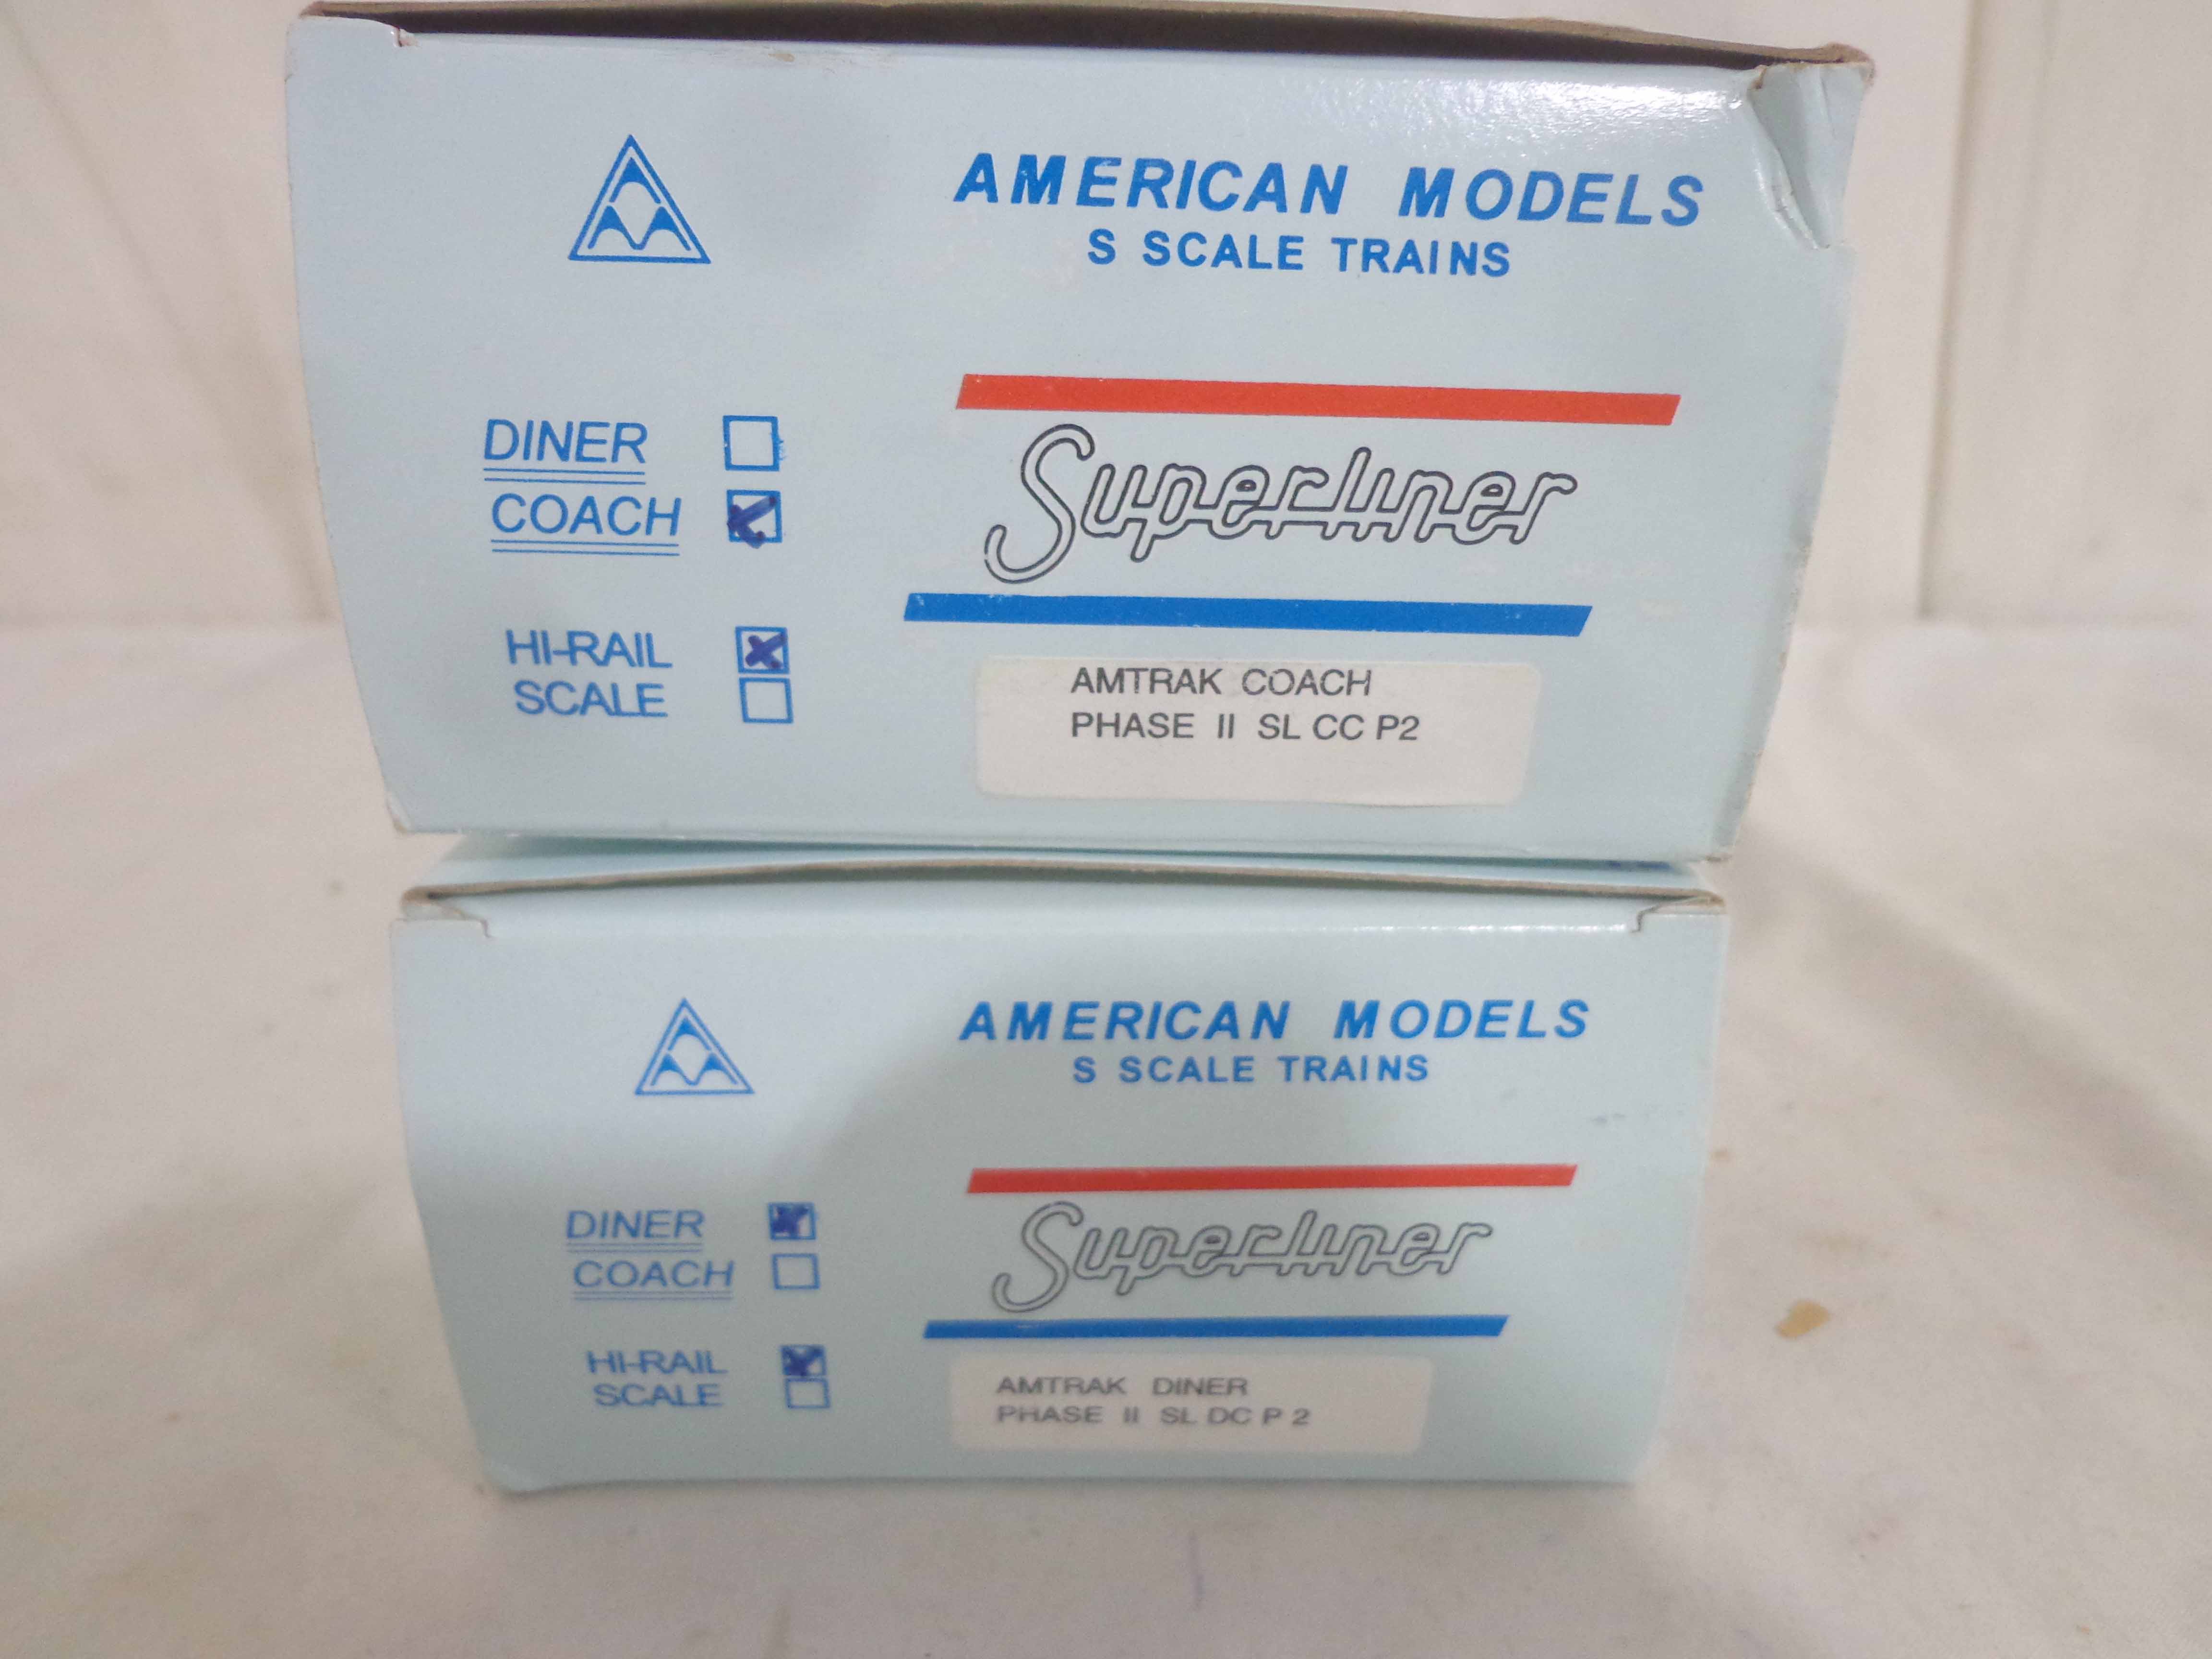 AMERICAN MODELS
S SCALE TRAINS
DINER
COACH
Superliner
HI-RAIL
SCALE
AMTRAK COACH
PHASE II SL CC P2
AMERICAN MODELS
S SCALE TRAINS
DINER
COACH
Superliner
HI-RAIL
SCALE
AMTRAK DINER
PHASE II SL DC P 2